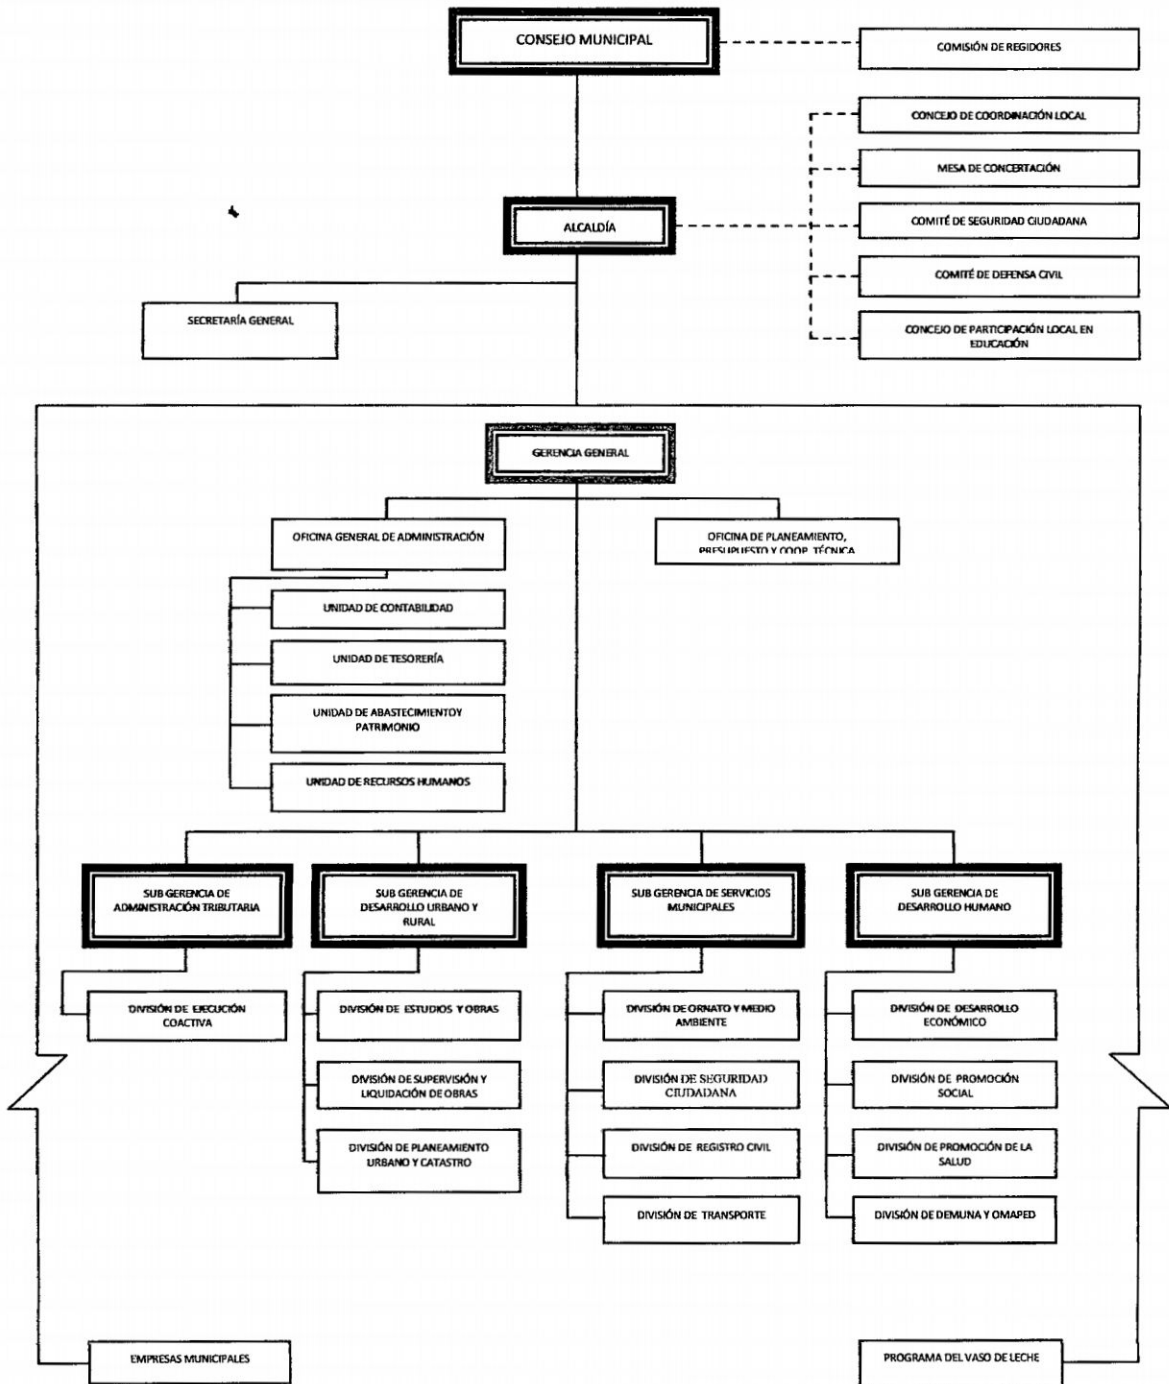 CONSEJO MUNICIPAL
COMISIÓN DE REGIDORES
CONCEJO DE COORDINACIÓN LOCAL
MESA DE CONCERTACIÓN
ALCALDÍA
COMITÉ DE SEGURIDAD CIUDADANA
COMITÉ DE DEFENSA CIVIL
SECRETARÍA GENERAL
CONCEJO DE PARTICIPACIÓN LOCAL EN
EDUCACIÓN
GERENCIA GENERAL
OFICINA GENERAL DE ADMINISTRACIÓN
OFICINA DE PLANEAMIENTO,
PRESUPUESTO Y COOP. TÉCNICA
UNIDAD DE CONTABILIDAD
UNIDAD DE TESORERÍA
UNIDAD DE ABASTECIMIENTOY
PATRIMONIO
UNIDAD DE RECURSOS HUMANOS
SUB GERENCIA DE
ADMINISTRACIÓN TRIBUTARIA
SUB GERENCIA DE
DESARROLLO URBANO Y
RURAL
SUB GERENCIA DE SERVICIOS
MUNICIPALES
SUB GERENCIA DE
DESARROLLO HUMANO
DIVISIÓN DE EJECUCIÓN
COACTIVA
DIVISIÓN DE ESTUDIOS Y OBRAS
DIVISIÓN DE SUPERVISIÓN Y
LIQUIDACIÓN DE OBRAS
DIVISIÓN DE PLANEAMIENTO
URBANO Y CATASTRO
DIVISIÓN DE ORNATO Y MEDIO
AMBIENTE
DIVISIÓN DE SEGURIDAD
CIUDADANA
DIVISIÓN DE REGISTRO CIVIL
DIVISIÓN DE TRANSPORTE
DIVISIÓN DE DESARROLLO
ECONÓMICO
DIVISIÓN DE PROMOCIÓN
SOCIAL
DIVISIÓN DE PROMOCIÓN DE LA
SALUD
DIVISIÓN DE DEMUNA Y OMAPED
EMPRESAS MUNICIPALES
PROGRAMA DEL VASO DE LECHE